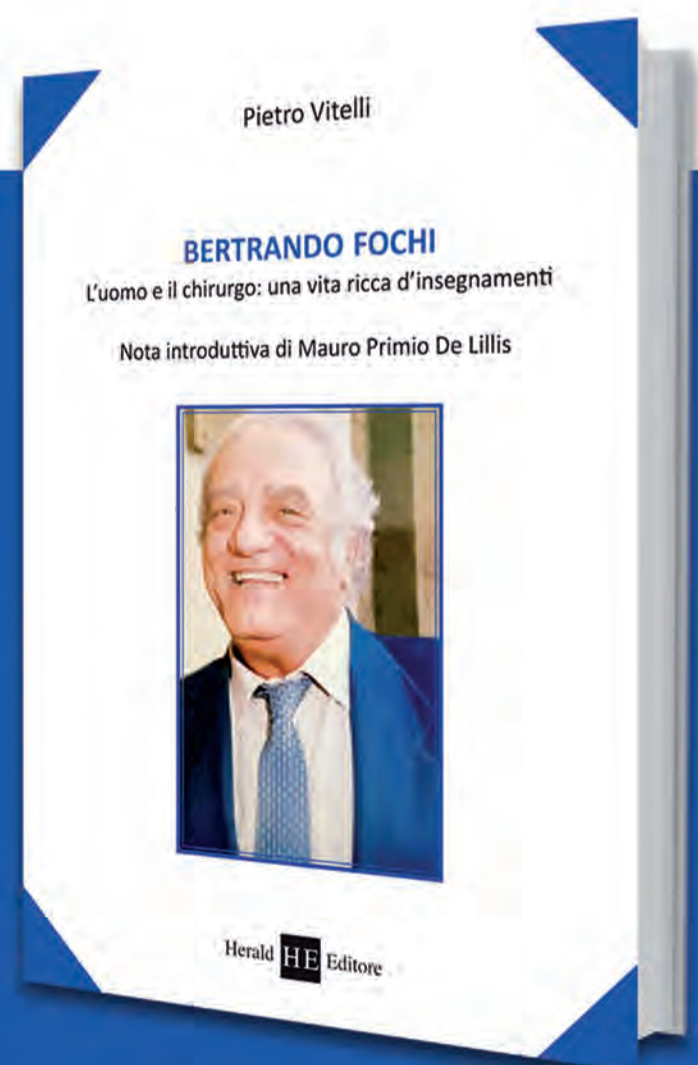 Pietro Vitelli
BERTRANDO FOCHI
L'uomo e il chirurgo: una vita ricca d'insegnamenti
Nota introduttiva di Mauro Primio De Lillis
Herald HE Editore